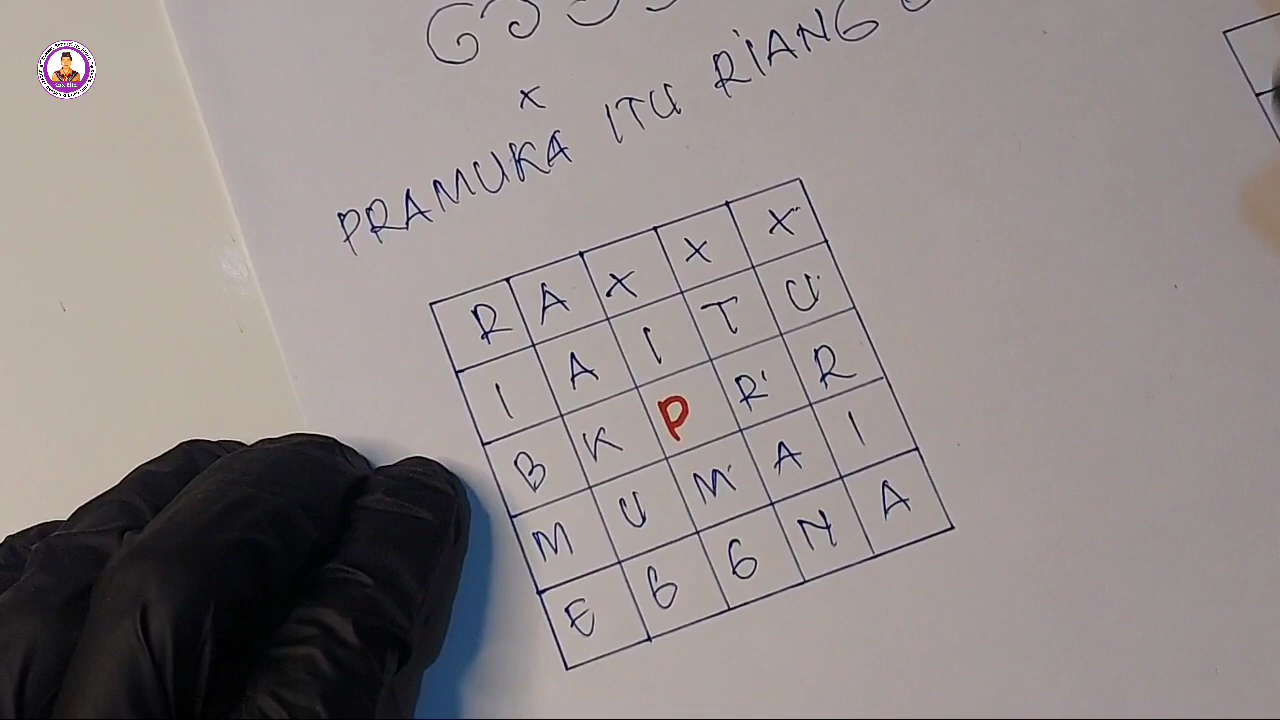 x
PRAMUKA ITU RIANG
R A X X X
I A I T U
B K P R R
M U M A I
E G G N A